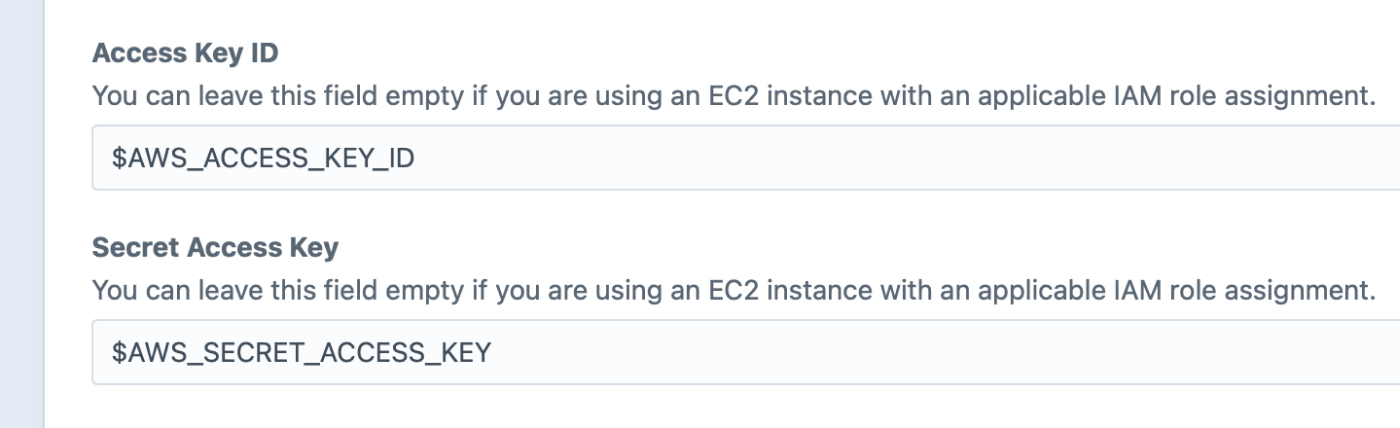 Access Key ID
You can leave this field empty if you are using an EC2 instance with an applicable IAM role assignment.
$AWS_ACCESS_KEY_ID
Secret Access Key
You can leave this field empty if you are using an EC2 instance with an applicable IAM role assignment.
$AWS_SECRET_ACCESS_KEY